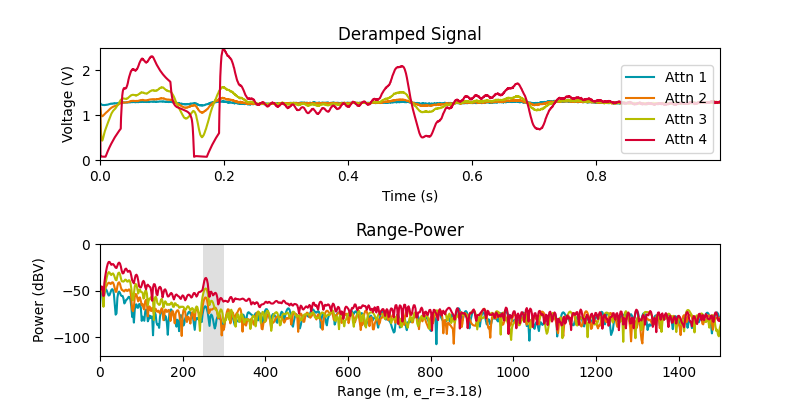 Deramped Signal
Voltage (V)
2
1
0
0.0 0.2 0.4 0.6 0.8
Time (s)
Attn 1
Attn 2
Attn 3
Attn 4
Range-Power
Power (dBV)
0
−50
−100
0 200 400 600 800 1000 1200 1400
Range (m, e_r=3.18)